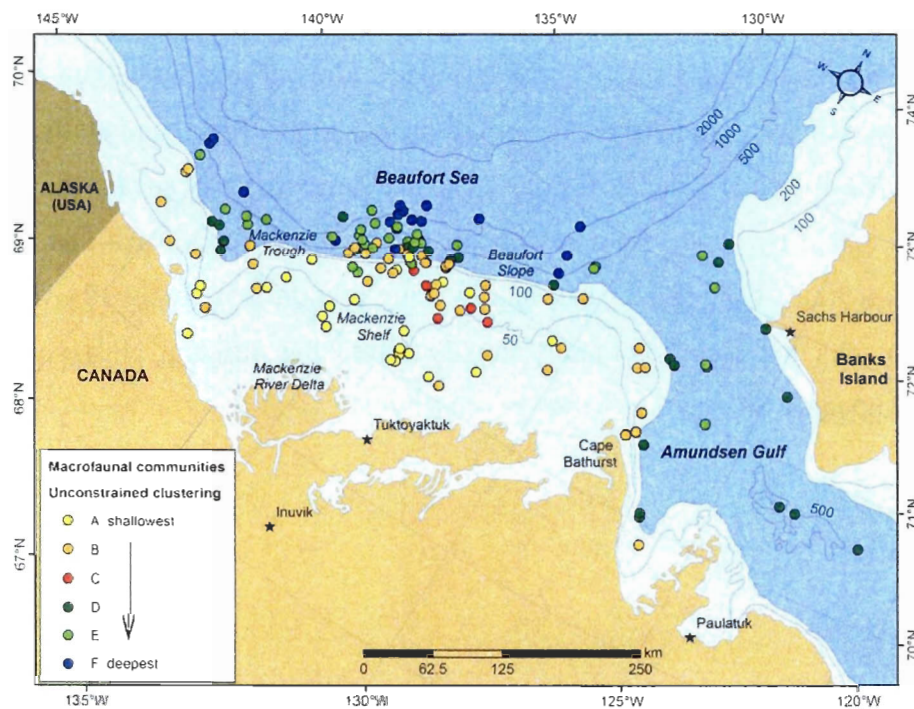 145°W
140°W
135°W
130°W
70°N
69°N
68°N
67°N
74°N
73°N
72°N
71°N
70°N
N
W
E
S
2000
1000
500
200
100
Beaufort Sea
ALASKA
(USA)
Mackenzie
Trough
Beaufort
Slope
100
Mackenzie
Shelf
50
Sachs Harbour
Banks
Island
CANADA
Mackenzie
River Delta
Tuktoyaktuk
Cape
Bathurst
Amundsen Gulf
500
Inuvik
Paulatuk
Macrofaunal communities
Unconstrained clustering
A shallowest
B
C
D
E
F deepest
km
0 62.5 125 250
135°W
130°W
125°W
120°W